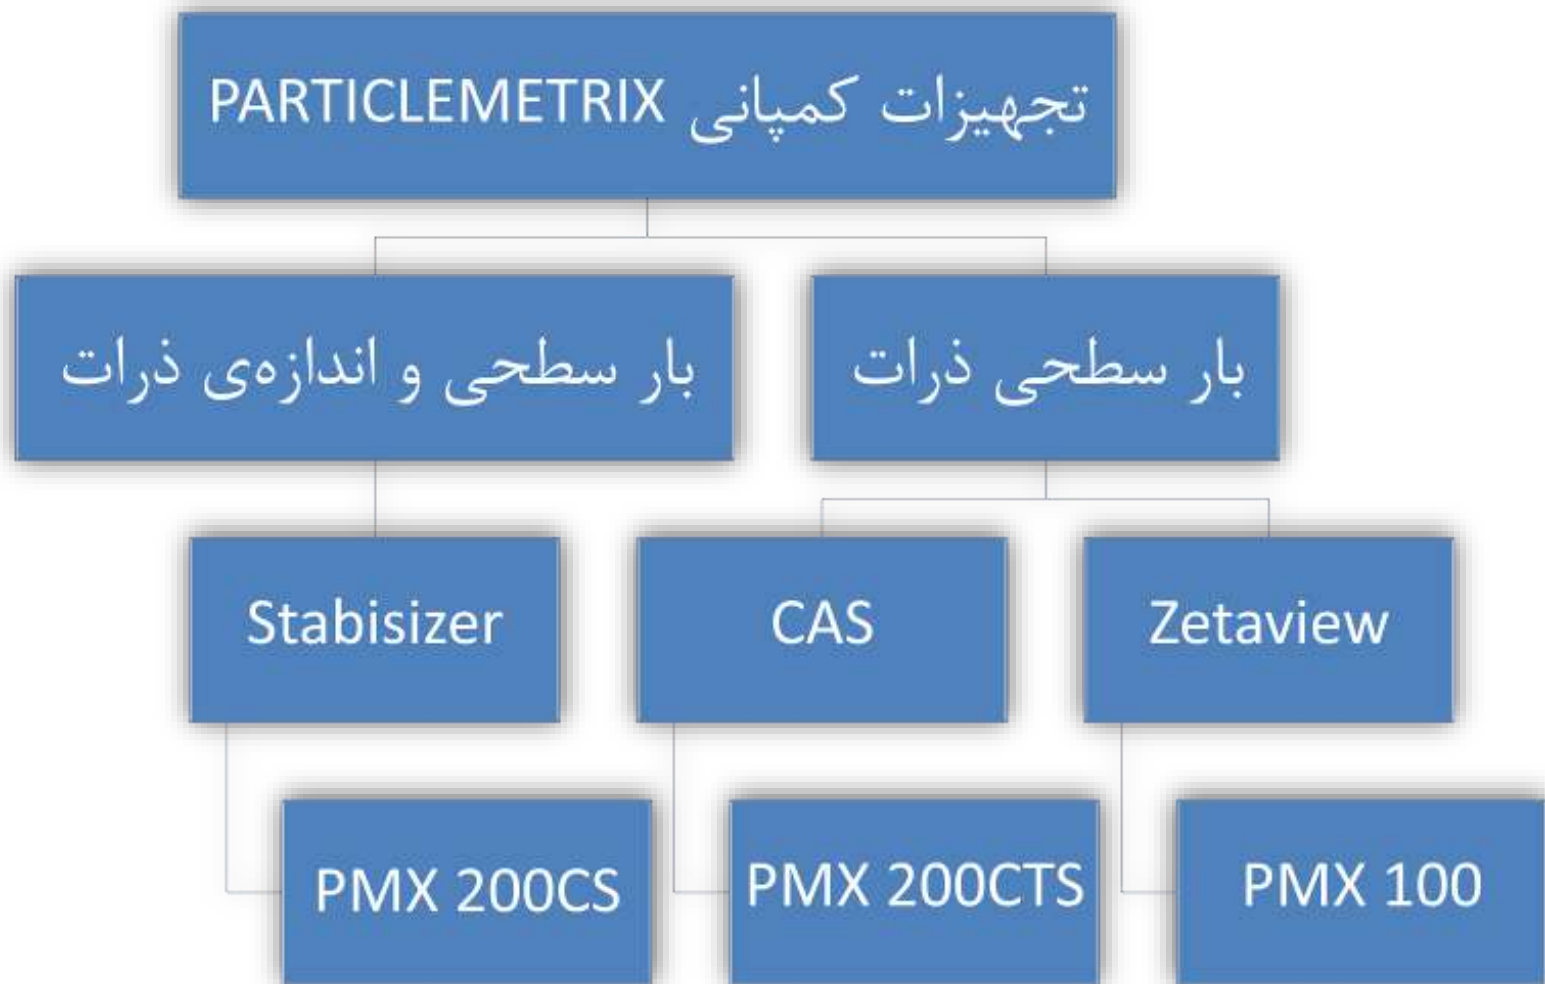 تجهیزات کمپانی PARTICLEMETRIX
بار سطحی ذرات
بار سطحی و اندازه‌ی ذرات
Zetaview
CAS
Stabisizer
PMX 100
PMX 200CTS
PMX 200CS